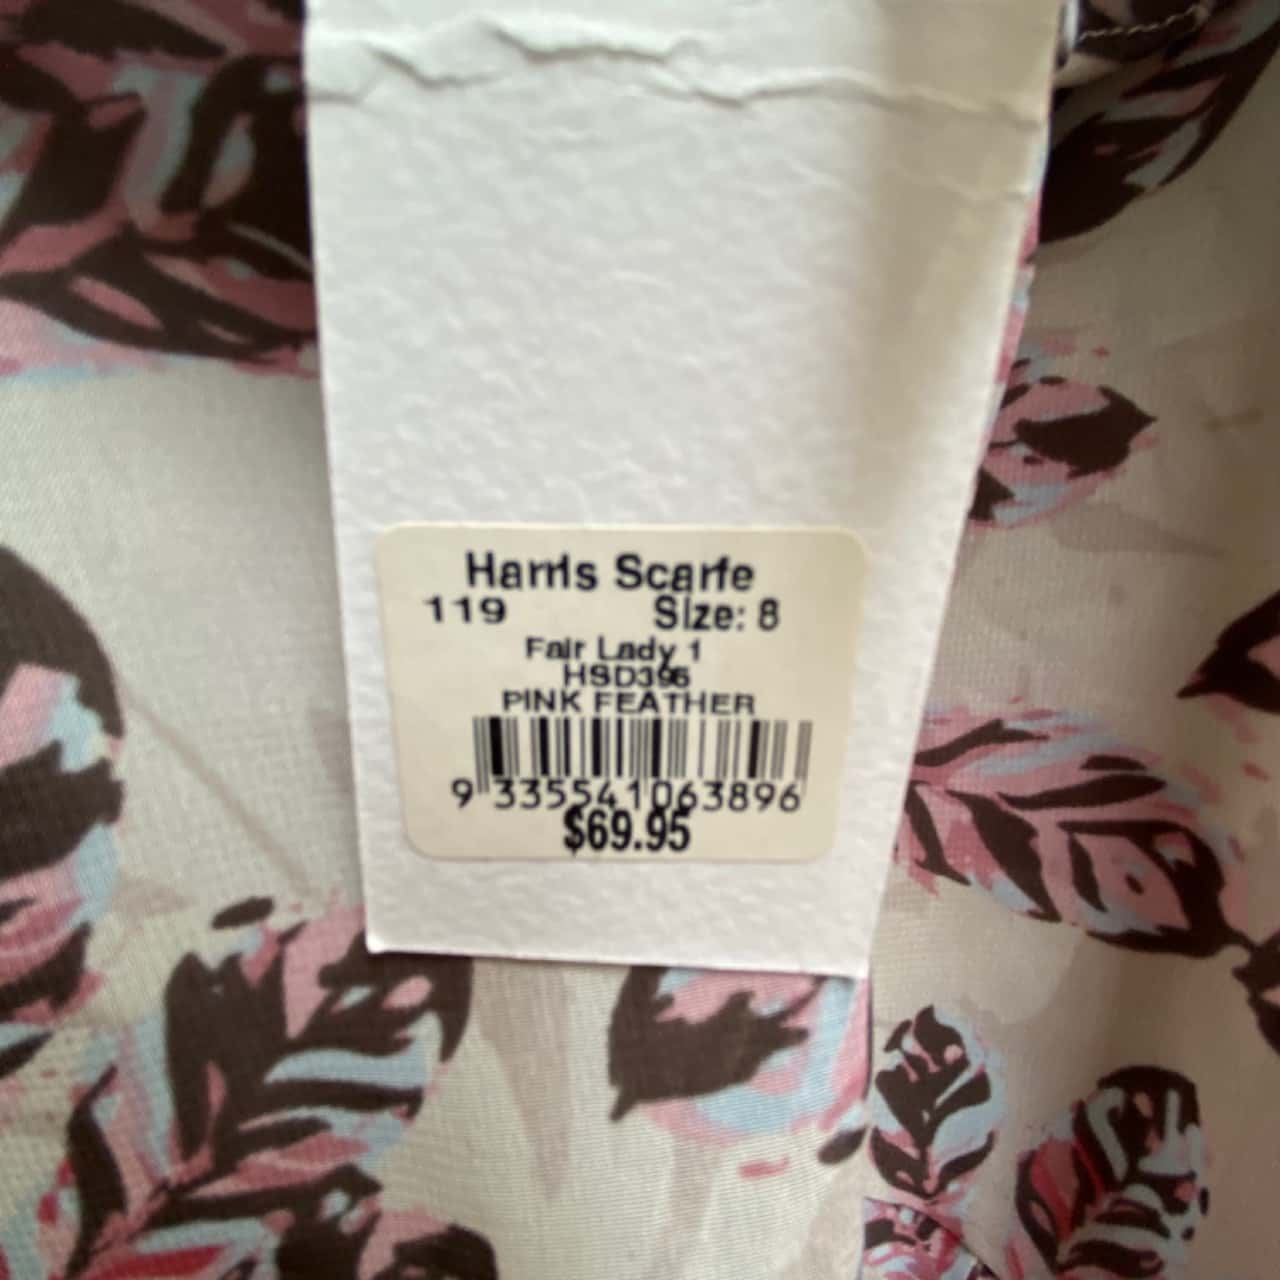 Harris Scarfe
119 Size: 8
Fair Lady 1
HSD396
PINK FEATHER
9 335541 063896
$69.95